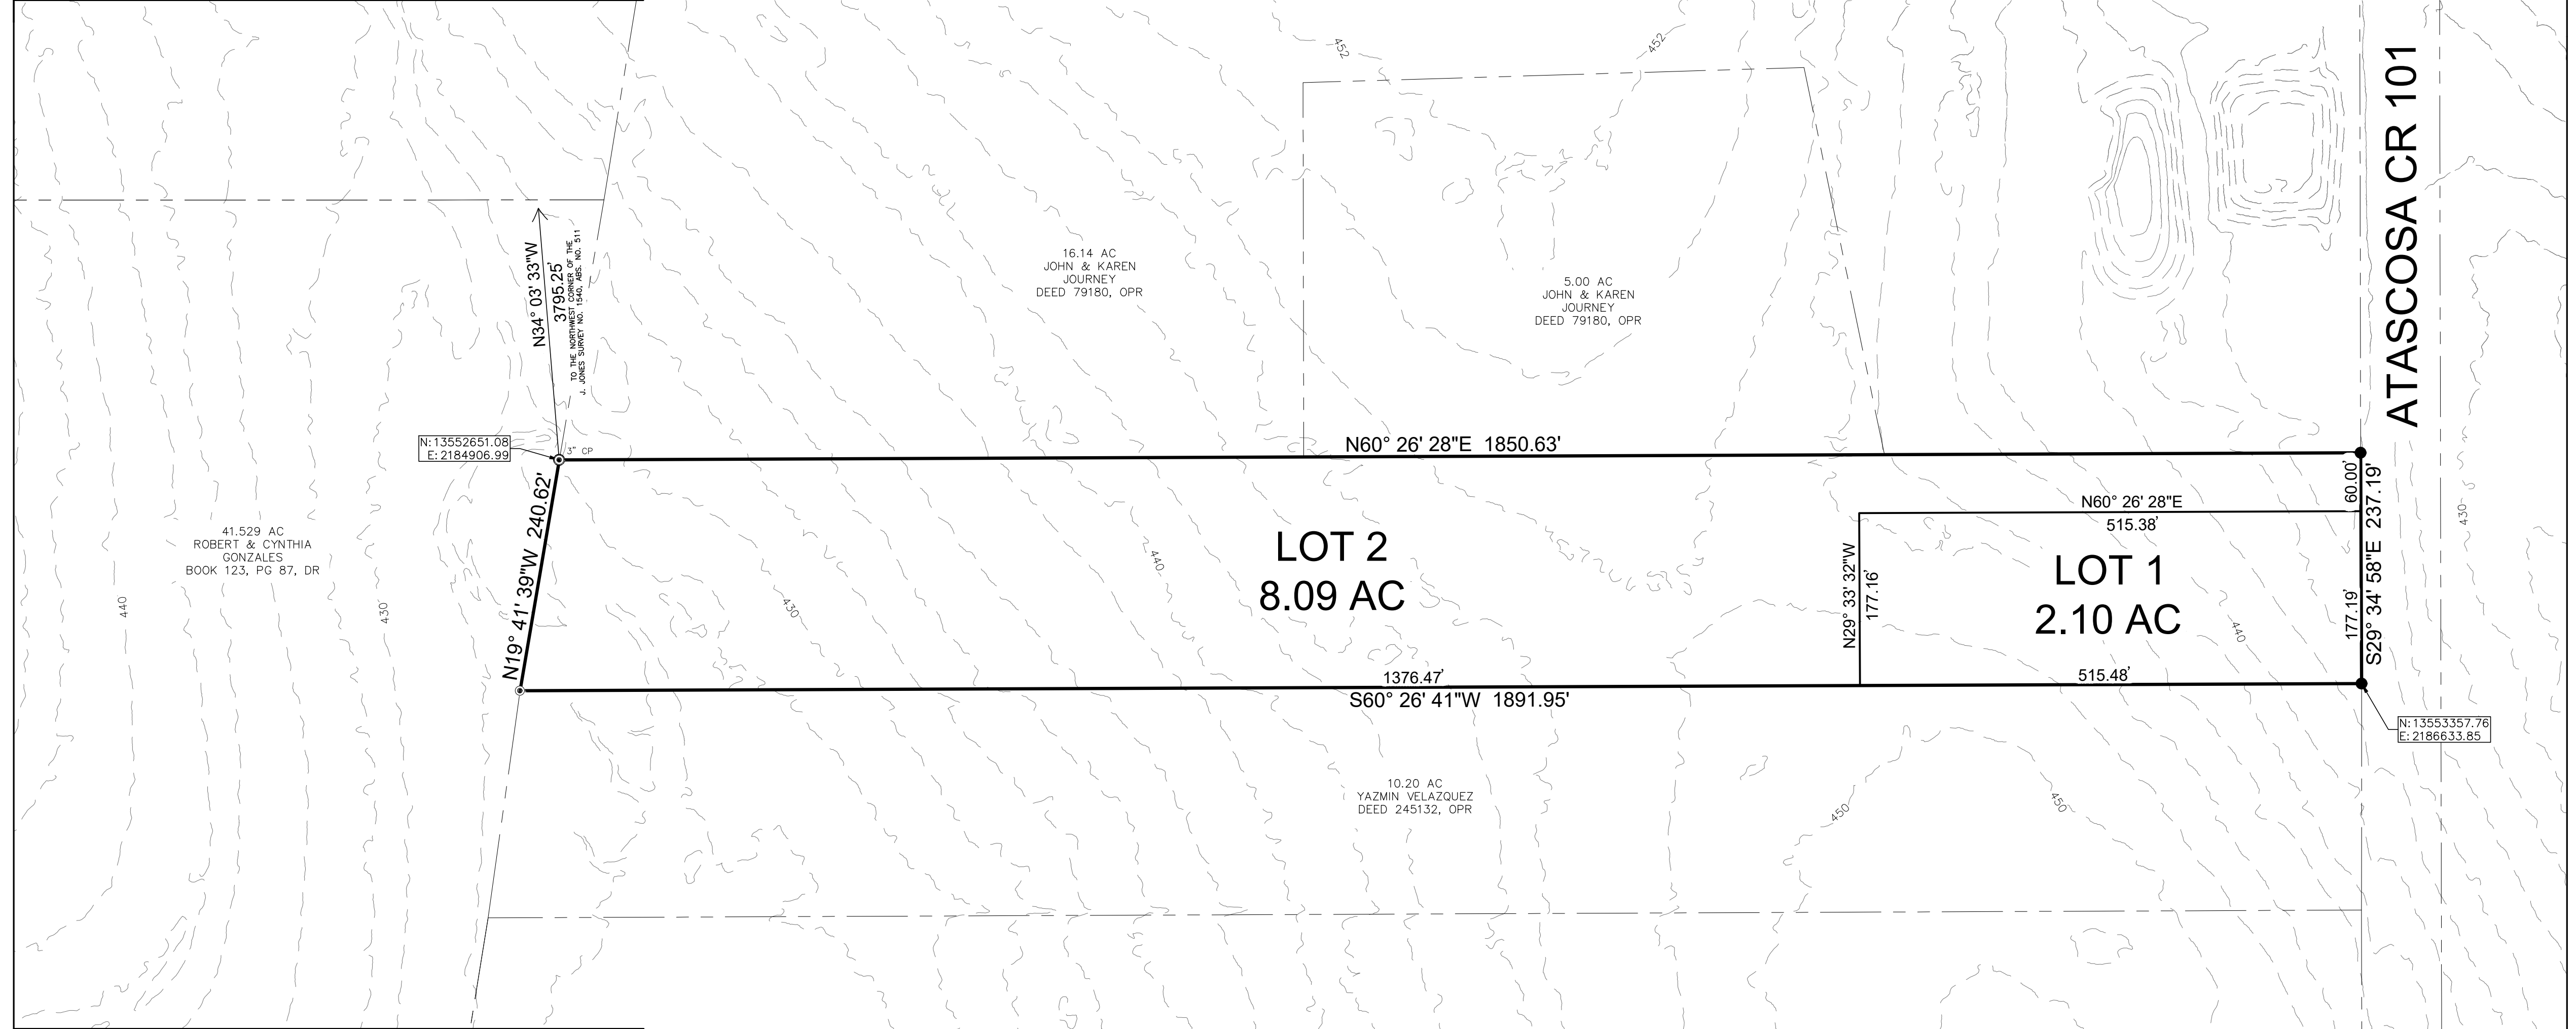 452
452
ATASCOSA CR 101
N34° 03' 33"W
3795.25'
TO THE NORTHWEST CORNER OF THE
J. JONES SURVEY NO. 1540, ABS. NO. 511
16.14 AC
JOHN & KAREN
JOURNEY
DEED 79180, OPR
5.00 AC
JOHN & KAREN
JOURNEY
DEED 79180, OPR
N:13552651.08
E:2184906.99
3" CP
N60° 26' 28"E 1850.63'
60.00'
S29° 34' 58"E 237.19'
N19° 41' 39"W 240.62'
41.529 AC
ROBERT & CYNTHIA
GONZALES
BOOK 123, PG 87, DR
440
430
430
440
LOT 2
8.09 AC
N60° 26' 28"E
515.38'
N29° 33' 32"W
177.16'
LOT 1
2.10 AC
177.19'
440
430
1376.47'
S60° 26' 41"W 1891.95'
515.48'
N:13553357.76
E:2186633.85
10.20 AC
YAZMIN VELAZQUEZ
DEED 245132, OPR
450
450